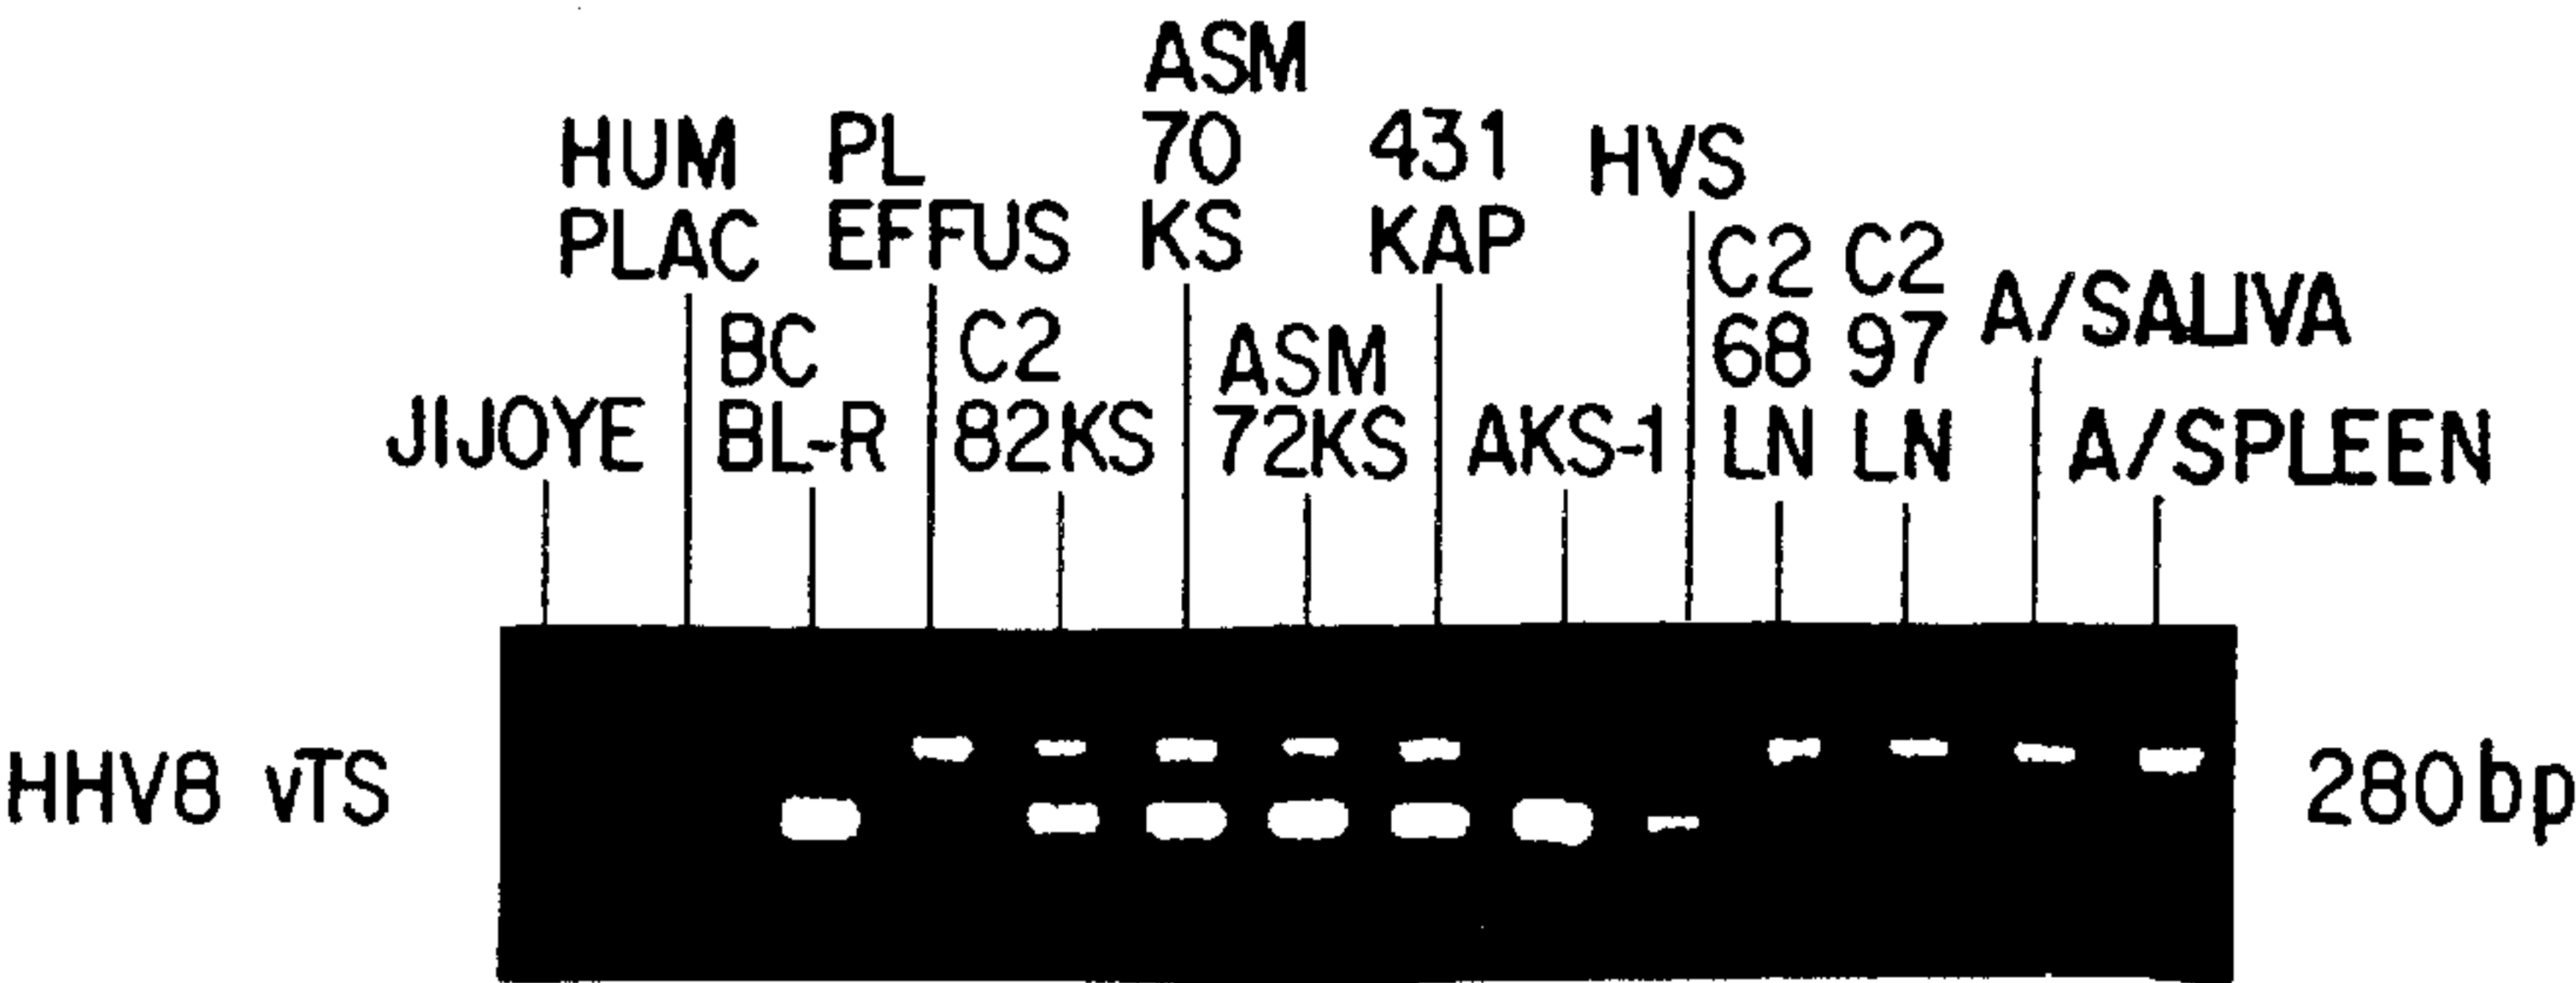 JIJOYE
HUM
PLAC
BC
BL-R
PL
EFFUS
C2
82KS
ASM
70
KS
ASM
72KS
431
KAP
AKS-1
HVS
C2
68
LN
C2
97
LN
A/SALIVA
A/SPLEEN
HHV8 vTS
280bp